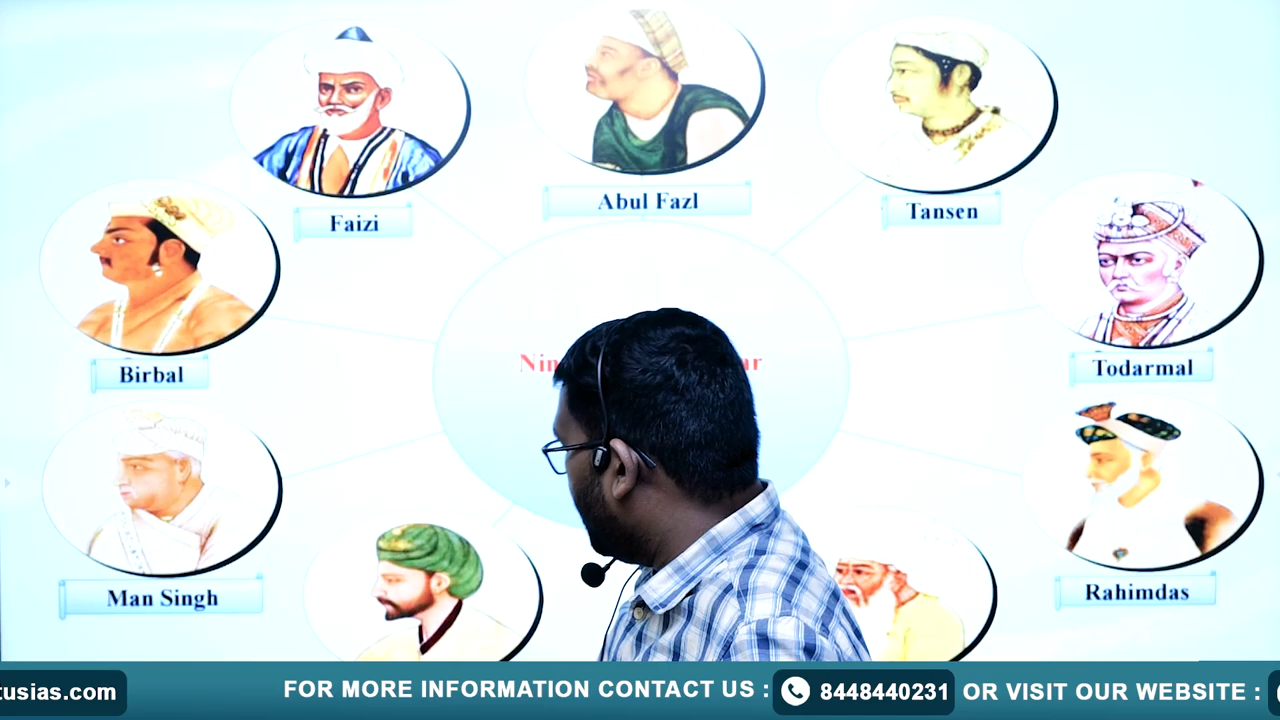 Faizi
Abul Fazl
Tansen
Birbal
Todarmal
Man Singh
Rahimdas
tusias.com
FOR MORE INFORMATION CONTACT US :
8448440231
OR VISIT OUR WEBSITE :